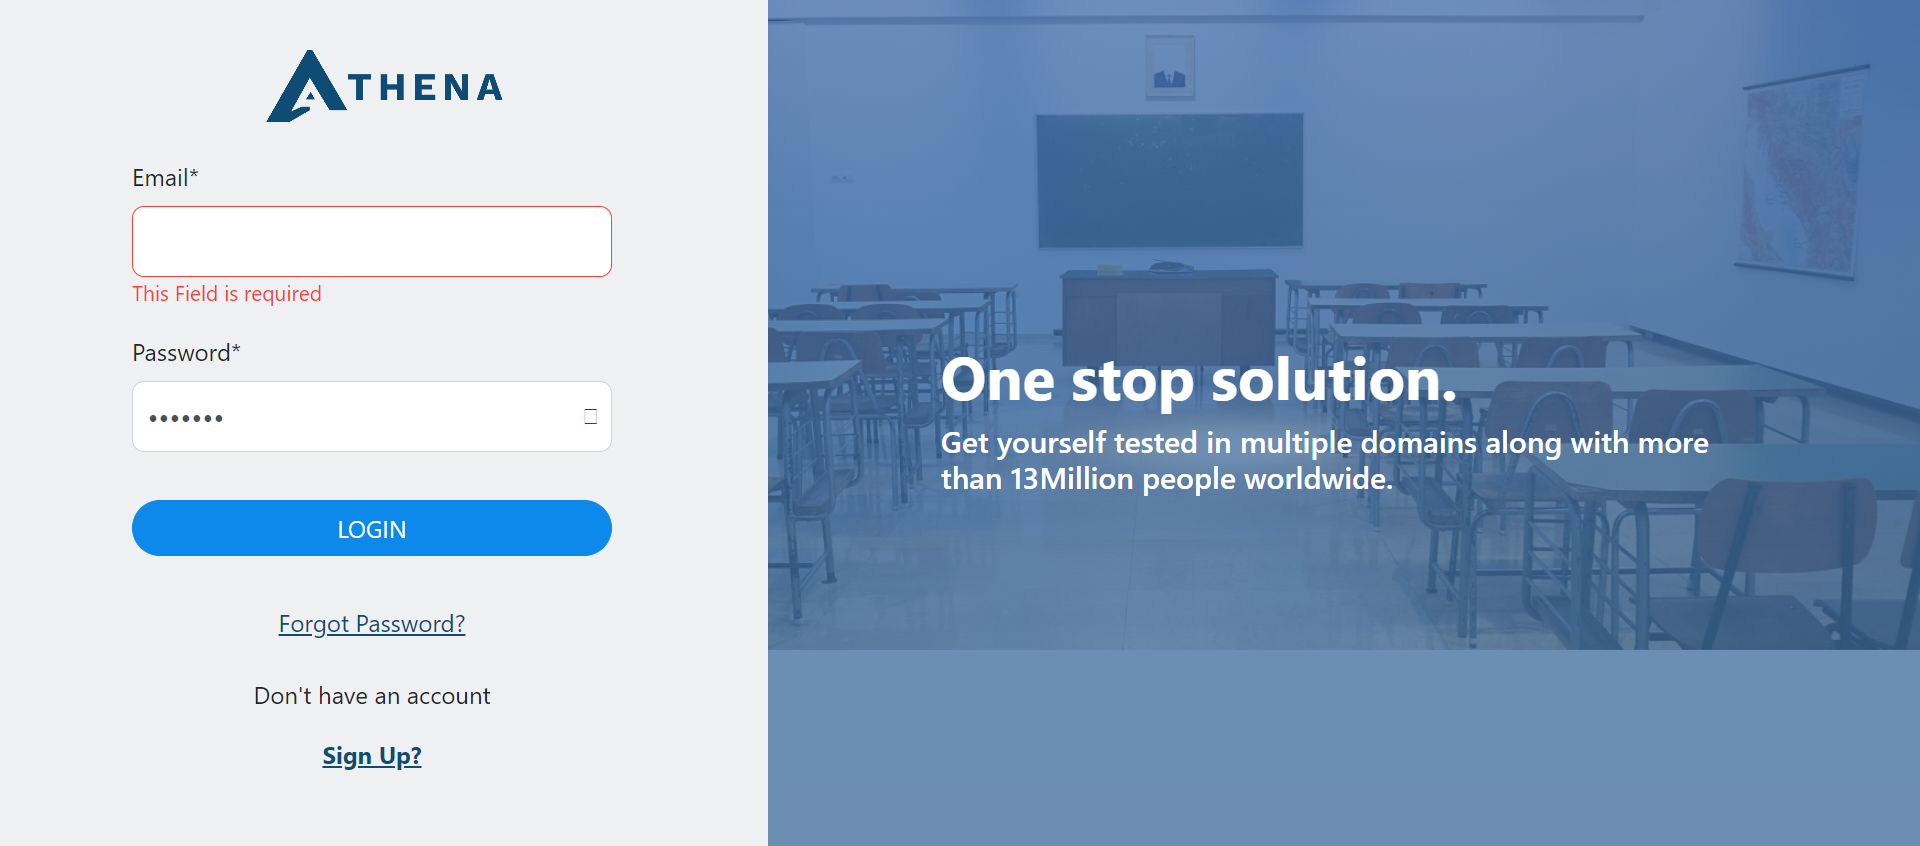 ATHENA
Email*
This Field is required
Password*
•••••••
LOGIN
Forgot Password?
Don't have an account
Sign Up?
One stop solution.
Get yourself tested in multiple domains along with more
than 13Million people worldwide.